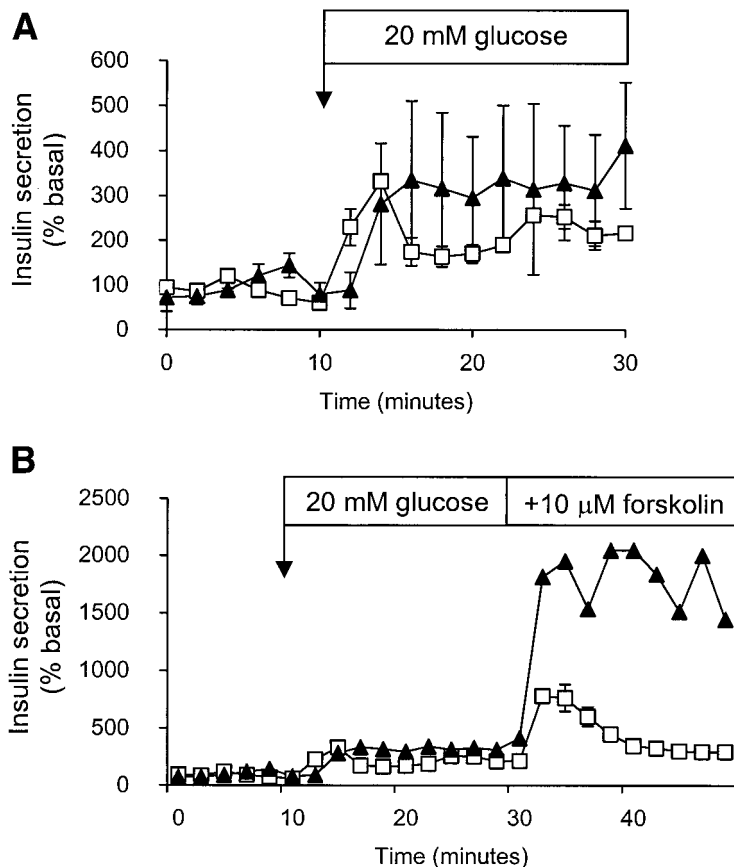 A
20 mM glucose
Insulin secretion
(% basal)
600
500
400
300
200
100
0
0
10
20
30
Time (minutes)
B
20 mM glucose
+10 μM forskolin
Insulin secretion
(% basal)
2500
2000
1500
1000
500
0
0
10
20
30
40
Time (minutes)